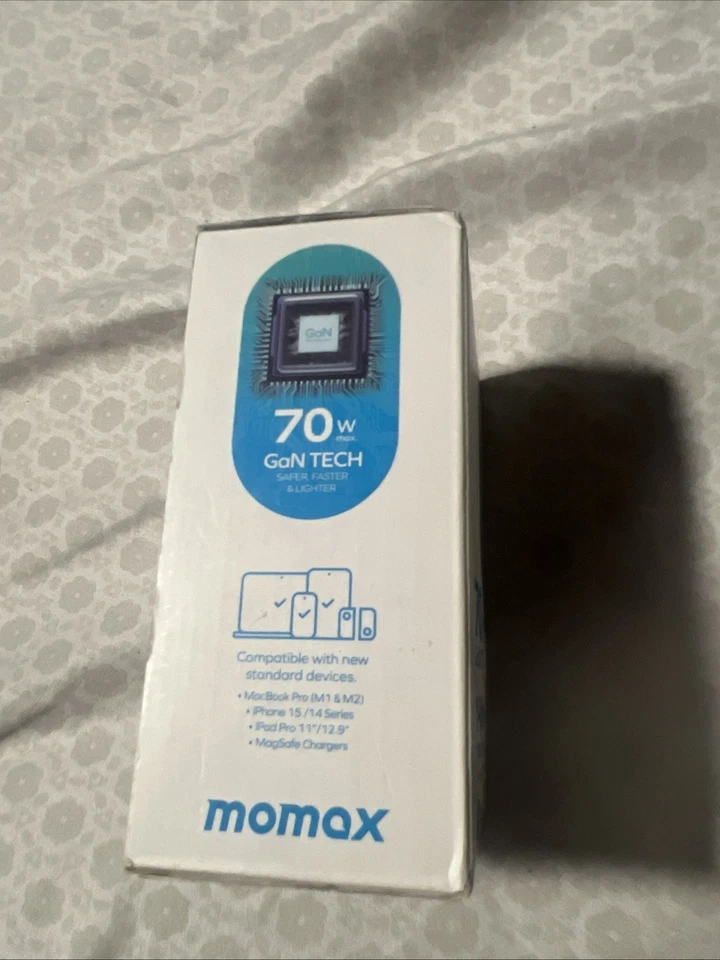 GaN
70W
max.
GaN TECH
SAFER, FASTER
& LIGHTER
Compatible with new
standard devices.
• MacBook Pro (M1 & M2)
• iPhone 15 /14 Series
• iPad Pro 11"/12.9"
• MagSafe Chargers
momax